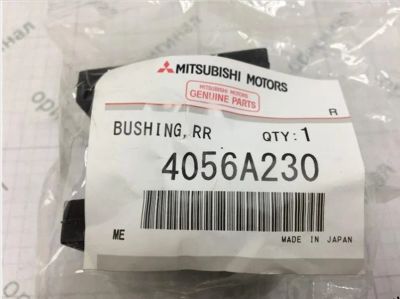 MITSUBISHI MOTORS
MITSUBISHI MOTORS
GENUINE PARTS
R
BUSHING,RR QTY:1
4056A230
ME MADE IN JAPAN